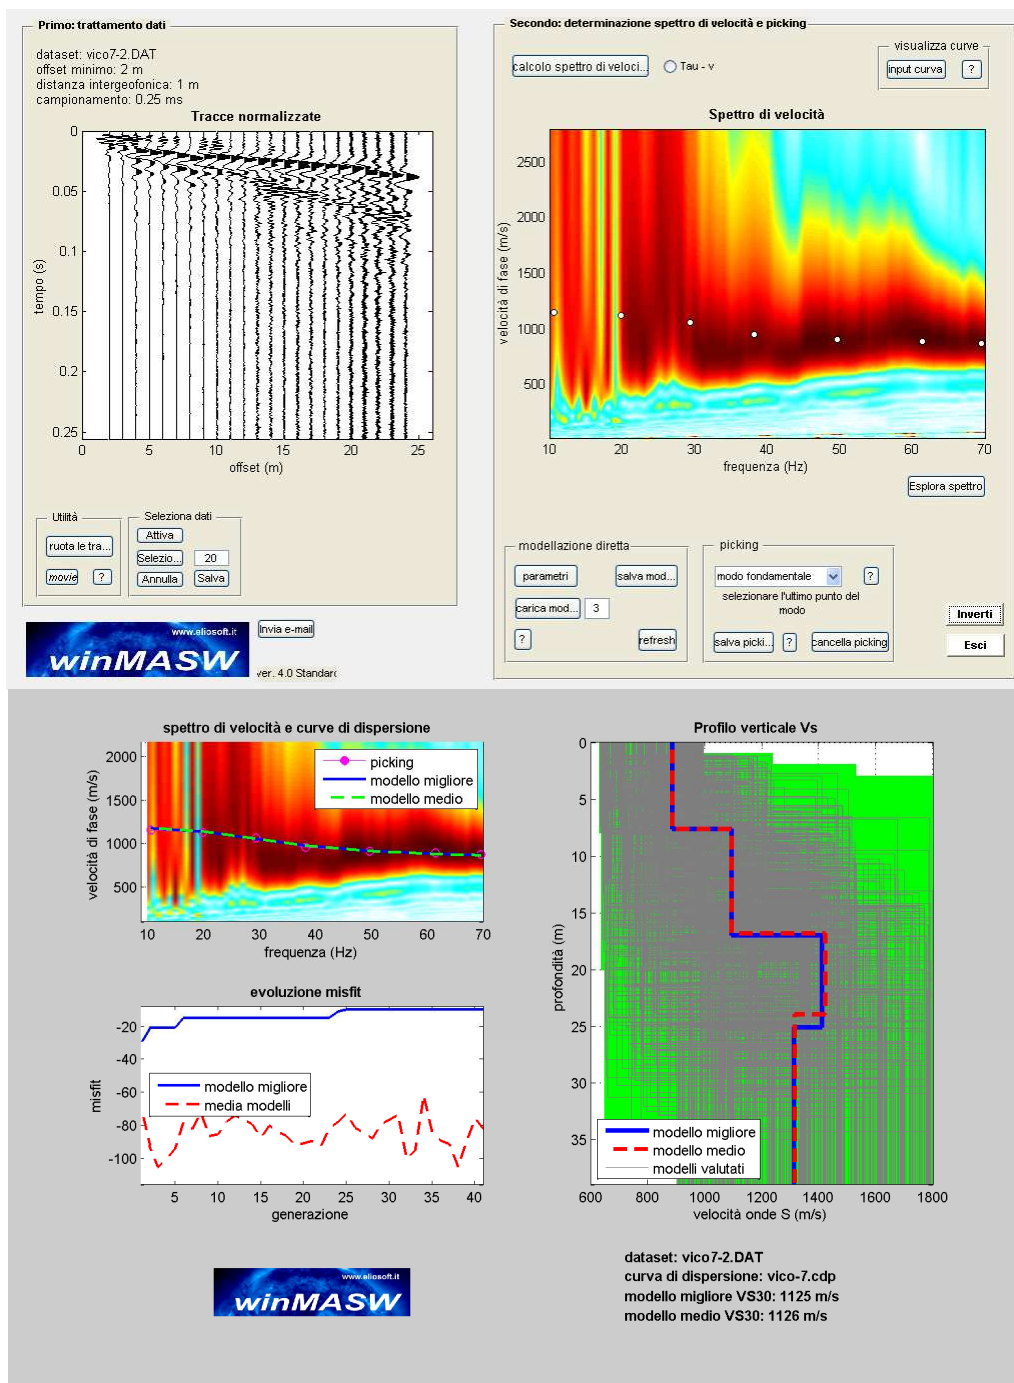 Primo: trattamento dati
dataset: vico7-2.DAT
offset minimo: 2 m
distanza intergeofonica: 1 m
campionamento: 0.25 ms
Tracce normalizzate
0
0.05
0.1
0.15
0.2
0.25
tempo (s)
0 5 10 15 20 25
offset (m)
Utilità
ruota le tra...
movie
?
Seleziona dati
Attiva
Selezio...
20
Annulla
Salva
www.eliosoft.it
winMASW
Invia e-mail
ver. 4.0 Standar
Secondo: determinazione spettro di velocità e picking
calcolo spettro di veloci...
Tau - v
visualizza curve
input curva
?
Spettro di velocità
2500
2000
1500
1000
500
velocità di fase (m/s)
10 20 30 40 50 60 70
frequenza (Hz)
Esplora spettro
modellazione diretta
parametri
salva mod...
carica mod...
3
?
refresh
picking
modo fondamentale
?
selezionare l'ultimo punto del
modo
salva picki...
?
cancella picking
Inverti
Esci
spettro di velocità e curve di dispersione
2000
1500
1000
500
velocità di fase (m/s)
picking
modello migliore
modello medio
10 20 30 40 50 60 70
frequenza (Hz)
evoluzione misfit
-20
-40
-60
-80
-100
misfit
modello migliore
media modelli
5 10 15 20 25 30 35 40
generazione
www.eliosoft.it
winMASW
Profilo verticale Vs
0
5
10
15
20
25
30
35
profondità (m)
modello migliore
modello medio
modelli valutati
600 800 1000 1200 1400 1600 1800
velocità onde S (m/s)
dataset: vico7-2.DAT
curva di dispersione: vico-7.cdp
modello migliore VS30: 1125 m/s
modello medio VS30: 1126 m/s